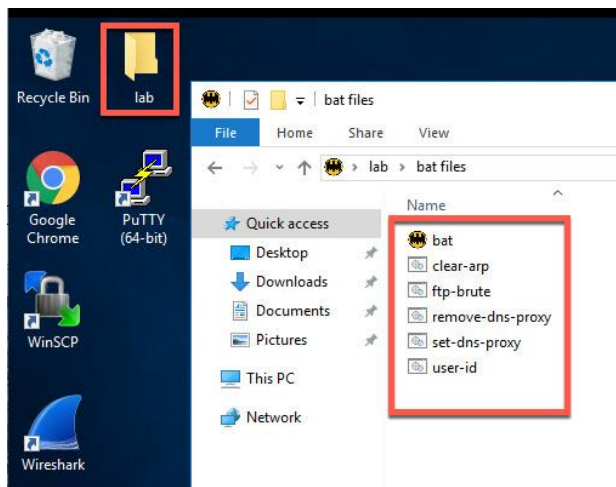 Recycle Bin
lab
Google
Chrome
PuTTY
(64-bit)
WinSCP
Wireshark
bat files
File Home Share View
lab > bat files
Name
Quick access
Desktop
Downloads
Documents
Pictures
This PC
Network
bat
clear-arp
ftp-brute
remove-dns-proxy
set-dns-proxy
user-id